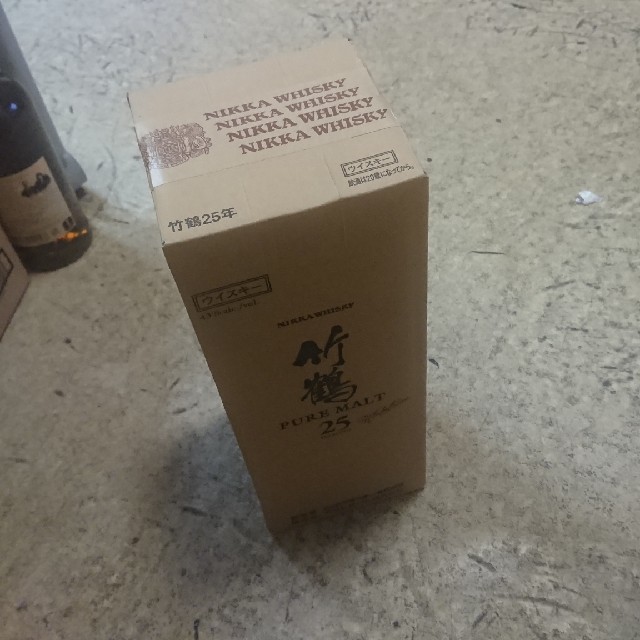 NIKKA WHISKY
NIKKA WHISKY
NIKKA WHISKY
NIKKA WHISKY
ウイスキー
竹鶴25年
ウイスキー
NIKKA WHISKY
竹鶴
PURE MALT
25